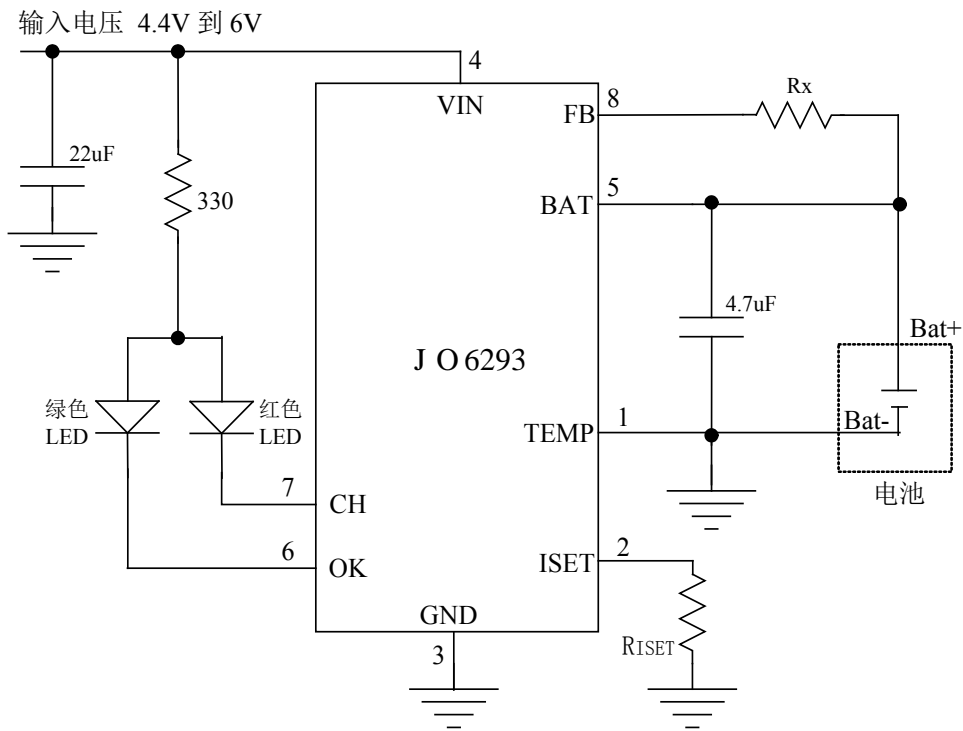 输入电压 4.4V 到 6V
4
VIN
22uF
330
FB
8
Rx
BAT
5
4.7uF
Bat+
J O 6293
绿色
LED
红色
LED
TEMP
1
Bat-
电池
7
CH
6
OK
ISET
2
GND
3
RISET